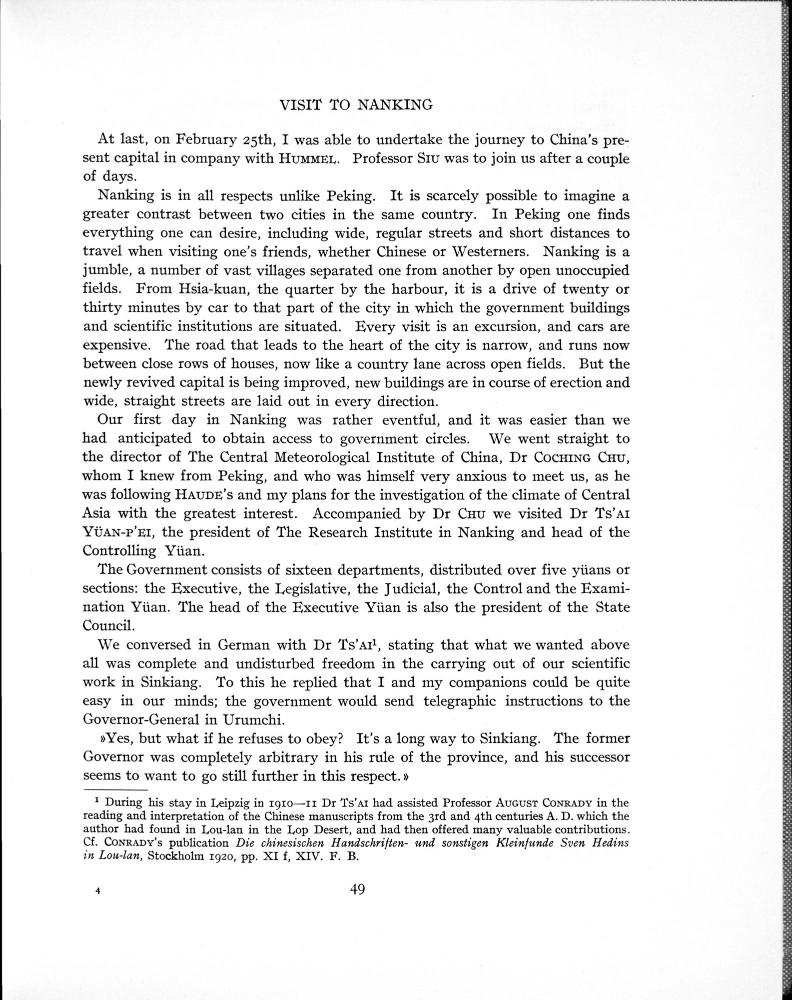 VISIT TO NANKING
At last, on February 25th, I was able to undertake the journey to China's pre-
sent capital in company with HUMMEL. Professor SIU was to join us after a couple
of days.
Nanking is in all respects unlike Peking. It is scarcely possible to imagine a
greater contrast between two cities in the same country. In Peking one finds
everything one can desire, including wide, regular streets and short distances to
travel when visiting one's friends, whether Chinese or Westerners. Nanking is a
jumble, a number of vast villages separated one from another by open unoccupied
fields. From Hsia-kuan, the quarter by the harbour, it is a drive of twenty or
thirty minutes by car to that part of the city in which the government buildings
and scientific institutions are situated. Every visit is an excursion, and cars are
expensive. The road that leads to the heart of the city is narrow, and runs now
between close rows of houses, now like a country lane across open fields. But the
newly revived capital is being improved, new buildings are in course of erection and
wide, straight streets are laid out in every direction.
Our first day in Nanking was rather eventful, and it was easier than we
had anticipated to obtain access to government circles. We went straight to
the director of The Central Meteorological Institute of China, Dr COCHING CHU,
whom I knew from Peking, and who was himself very anxious to meet us, as he
was following HAUDE's and my plans for the investigation of the climate of Central
Asia with the greatest interest. Accompanied by Dr CHU we visited Dr TS'AI
YÜAN-P'EI, the president of The Research Institute in Nanking and head of the
Controlling Yüan.
The Government consists of sixteen departments, distributed over five yüans or
sections: the Executive, the Legislative, the Judicial, the Control and the Exami-
nation Yüan. The head of the Executive Yüan is also the president of the State
Council.
We conversed in German with Dr TS'AI¹, stating that what we wanted above
all was complete and undisturbed freedom in the carrying out of our scientific
work in Sinkiang. To this he replied that I and my companions could be quite
easy in our minds; the government would send telegraphic instructions to the
Governor-General in Urumchi.
»Yes, but what if he refuses to obey? It's a long way to Sinkiang. The former
Governor was completely arbitrary in his rule of the province, and his successor
seems to want to go still further in this respect.»
¹ During his stay in Leipzig in 1910—11 Dr TS'AI had assisted Professor AUGUST CONRADY in the
reading and interpretation of the Chinese manuscripts from the 3rd and 4th centuries A. D. which the
author had found in Lou-lan in the Lop Desert, and had then offered many valuable contributions.
Cf. CONRADY's publication Die chinesischen Handschriften- und sonstigen Kleinfunde Sven Hedins
in Lou-lan, Stockholm 1920, pp. XI f, XIV. F. B.
4
49